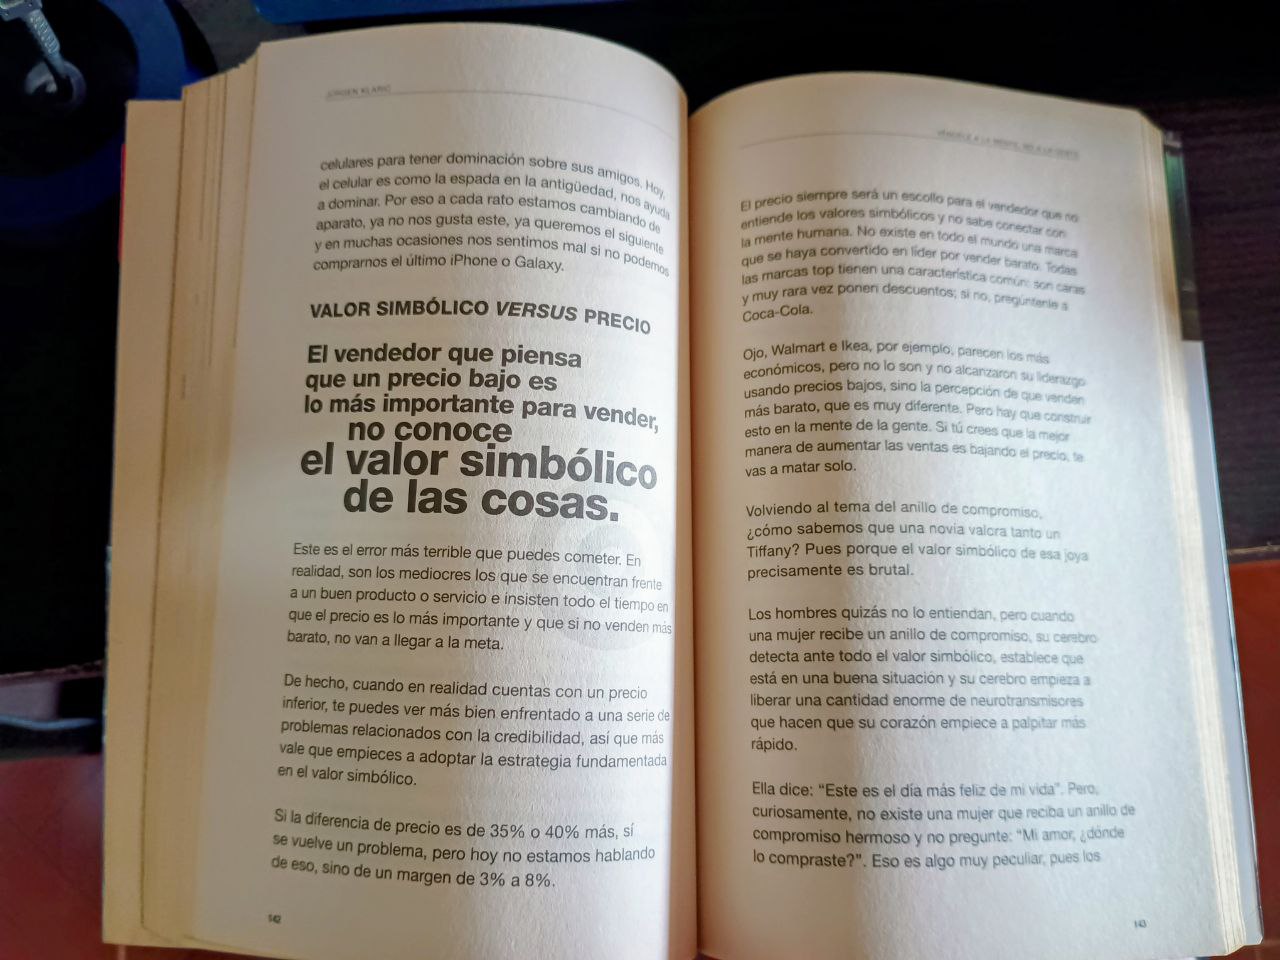 JÜRGEN KLARIC
celulares para tener dominación sobre sus amigos. Hoy,
el celular es como la espada en la antigüedad, nos ayuda
a dominar. Por eso a cada rato estamos cambiando de
aparato, ya no nos gusta este, ya queremos el siguiente
y en muchas ocasiones nos sentimos mal si no podemos
comprarnos el último iPhone o Galaxy.
VALOR SIMBÓLICO VERSUS PRECIO
El vendedor que piensa
que un precio bajo es
lo más importante para vender,
no conoce
el valor simbólico
de las cosas.
Este es el error más terrible que puedes cometer. En
realidad, son los mediocres los que se encuentran frente
a un buen producto o servicio e insisten todo el tiempo en
que el precio es lo más importante y que si no venden más
barato, no van a llegar a la meta.
De hecho, cuando en realidad cuentas con un precio
inferior, te puedes ver más bien enfrentado a una serie de
problemas relacionados con la credibilidad, así que más
vale que empieces a adoptar la estrategia fundamentada
en el valor simbólico.
Si la diferencia de precio es de 35% o 40% más, sí
se vuelve un problema, pero hoy no estamos hablando
de eso, sino de un margen de 3% a 8%.
142
VÉNDELE A LA MENTE, NO A LA GENTE
El precio siempre será un escollo para el vendedor que no
entiende los valores simbólicos y no sabe conectar con
la mente humana. No existe en todo el mundo una marca
que se haya convertido en líder por vender barato. Todas
las marcas top tienen una característica común: son caras
y muy rara vez ponen descuentos; si no, pregúntenle a
Coca-Cola.
Ojo, Walmart e Ikea, por ejemplo, parecen los más
económicos, pero no lo son y no alcanzaron su liderazgo
usando precios bajos, sino la percepción de que venden
más barato, que es muy diferente. Pero hay que construir
esto en la mente de la gente. Si tú crees que la mejor
manera de aumentar las ventas es bajando el precio, te
vas a matar solo.
Volviendo al tema del anillo de compromiso,
¿cómo sabemos que una novia valora tanto un
Tiffany? Pues porque el valor simbólico de esa joya
precisamente es brutal.
Los hombres quizás no lo entiendan, pero cuando
una mujer recibe un anillo de compromiso, su cerebro
detecta ante todo el valor simbólico, establece que
está en una buena situación y su cerebro empieza a
liberar una cantidad enorme de neurotransmisores
que hacen que su corazón empiece a palpitar más
rápido.
Ella dice: “Este es el día más feliz de mi vida”. Pero,
curiosamente, no existe una mujer que reciba un anillo de
compromiso hermoso y no pregunte: “Mi amor, ¿dónde
lo compraste?”. Eso es algo muy peculiar, pues los
143